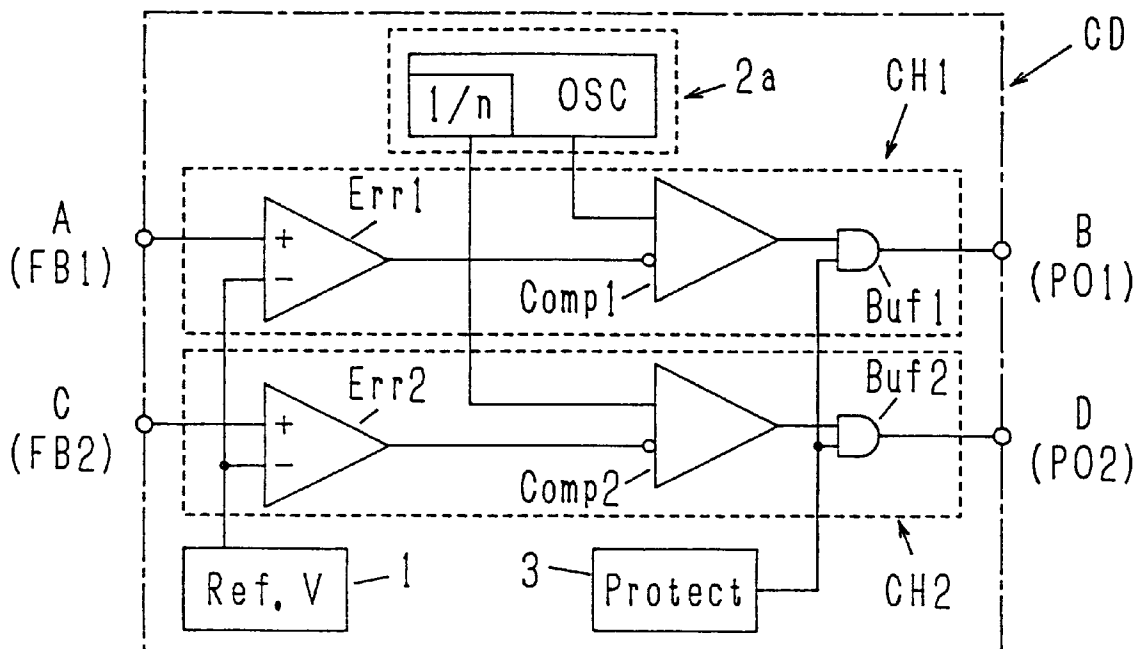 CD
2a
CH1
1/n
OSC
A
(FB1)
Err1
+
−
Comp1
Buf1
B
(PO1)
C
(FB2)
Err2
+
−
Comp2
Buf2
D
(PO2)
Ref. V
1
3
Protect
CH2